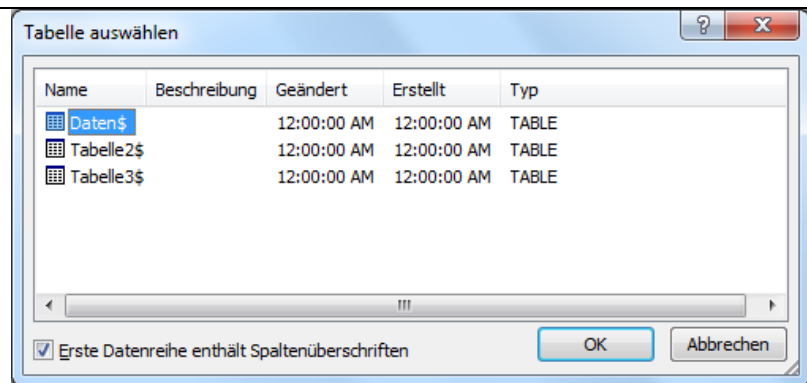 Tabelle auswählen
Name Beschreibung Geändert Erstellt Typ
Daten$ 12:00:00 AM 12:00:00 AM TABLE
Tabelle2$ 12:00:00 AM 12:00:00 AM TABLE
Tabelle3$ 12:00:00 AM 12:00:00 AM TABLE
Erste Datenreihe enthält Spaltenüberschriften OK Abbrechen